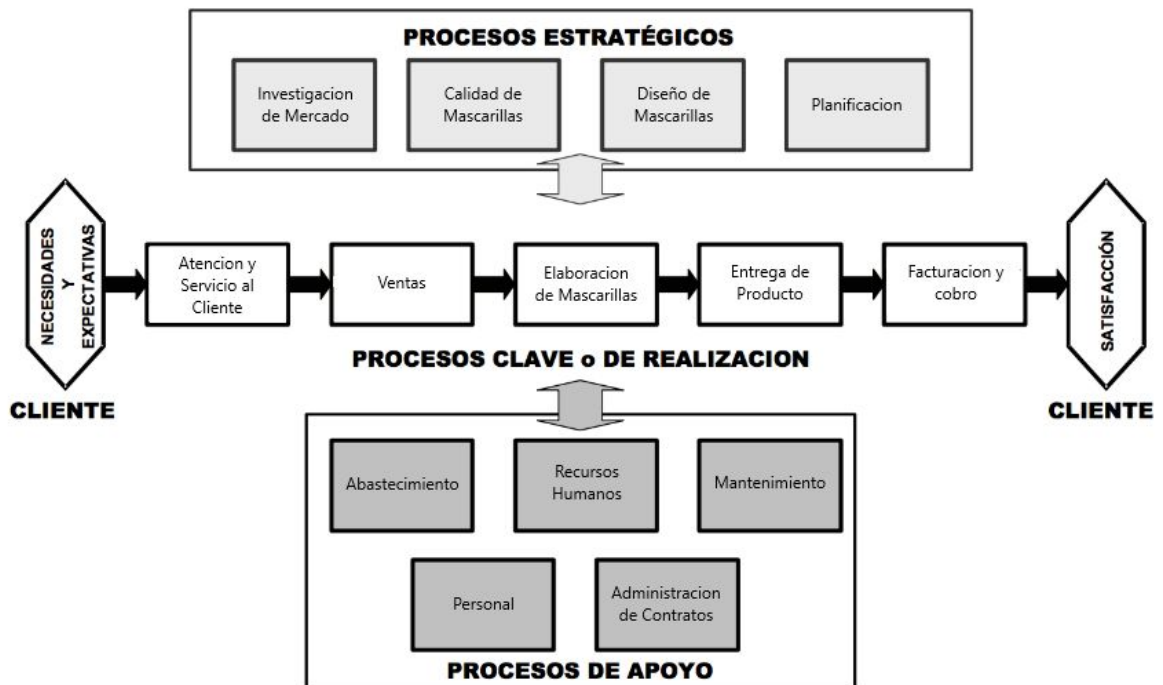 PROCESOS ESTRATÉGICOS
Investigacion
de Mercado
Calidad de
Mascarillas
Diseño de
Mascarillas
Planificacion
NECESIDADES
Y
EXPECTATIVAS
CLIENTE
Atencion y
Servicio al
Cliente
Ventas
Elaboracion
de Mascarillas
Entrega de
Producto
Facturacion y
cobro
SATISFACCIÓN
CLIENTE
PROCESOS CLAVE o DE REALIZACION
Abastecimiento
Recursos
Humanos
Mantenimiento
Personal
Administracion
de Contratos
PROCESOS DE APOYO